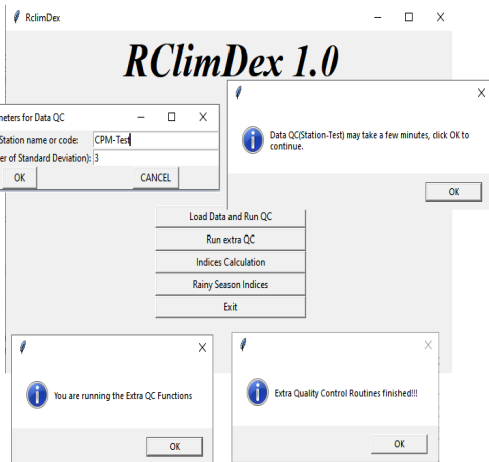 RclimDex
RClimDex 1.0
meters for Data QC
Station name or code: CPM-Test
er of Standard Deviation): 3
OK CANCEL
Data QC(Station-Test) may take a few minutes, click OK to
continue.
OK
Load Data and Run QC
Run extra QC
Indices Calculation
Rainy Season Indices
Exit
You are running the Extra QC Functions
OK
Extra Quality Control Routines finished!!!
OK